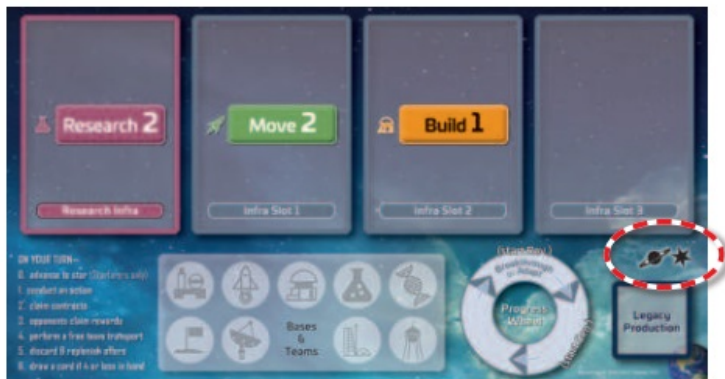 Research 2
Move 2
Build 1
Research Infra
Infra Slot 1
Infra Slot 2
Infra Slot 3
ON YOUR TURN—
0. advance to star (Starfarers only)
1. conduct an action
2. claim contracts
3. opponents claim rewards
4. perform a free team transport
5. discard & replenish offers
6. draw a card if 4 or less in hand
Bases
&
Teams
Breakthrough
Progress
Wheel
Legacy
Production